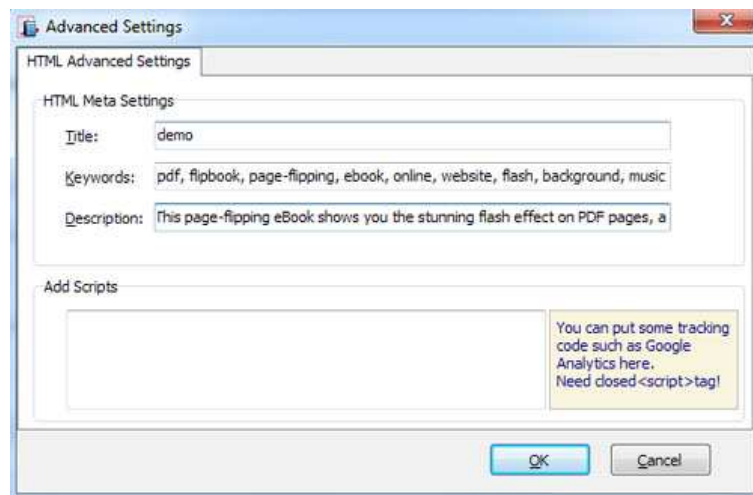 Advanced Settings
HTML Advanced Settings
HTML Meta Settings
Title: demo
Keywords: pdf, flipbook, page-flipping, ebook, online, website, flash, background, music
Description: This page-flipping eBook shows you the stunning flash effect on PDF pages, a
Add Scripts
You can put some tracking
code such as Google
Analytics here.
Need closed<script>tag!
OK Cancel